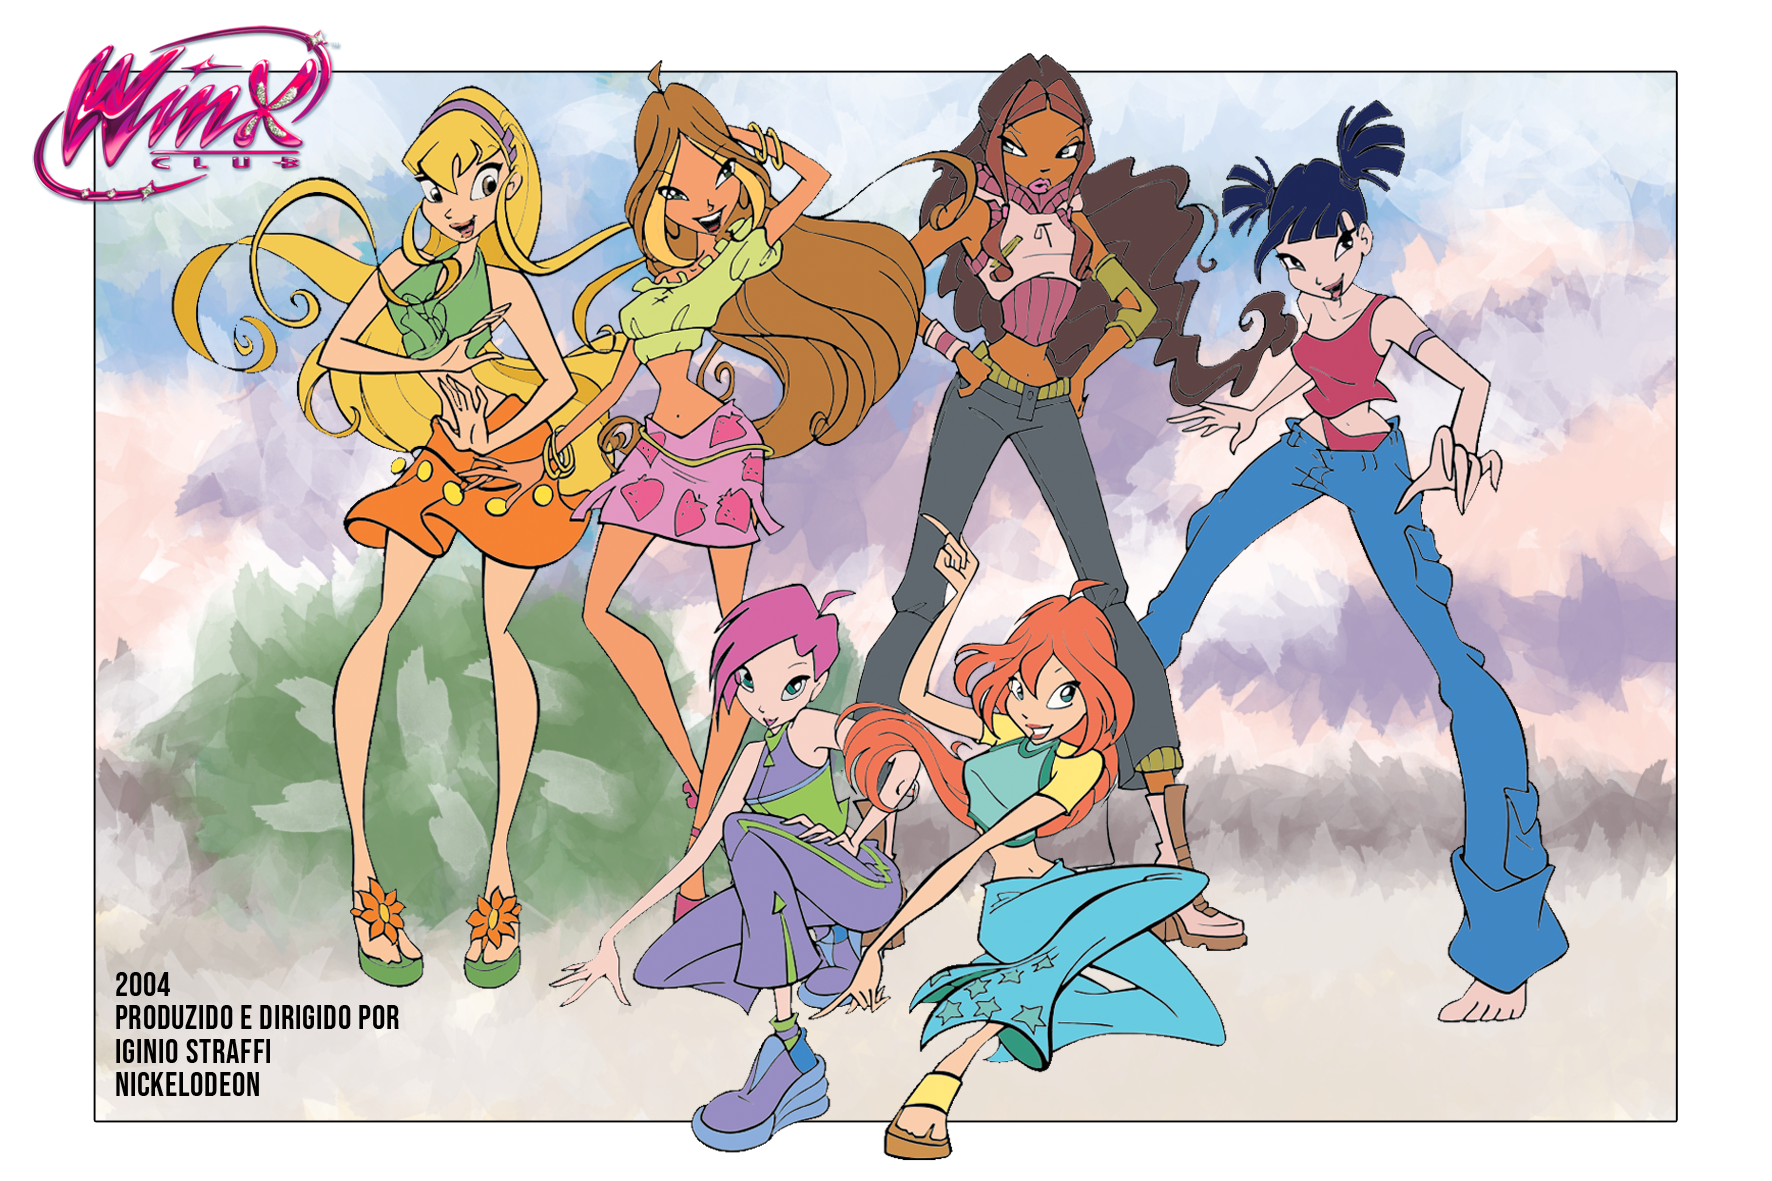 Winx
CLUB
2004
PRODUZIDO E DIRIGIDO POR
IGINIO STRAFFI
NICKELODEON